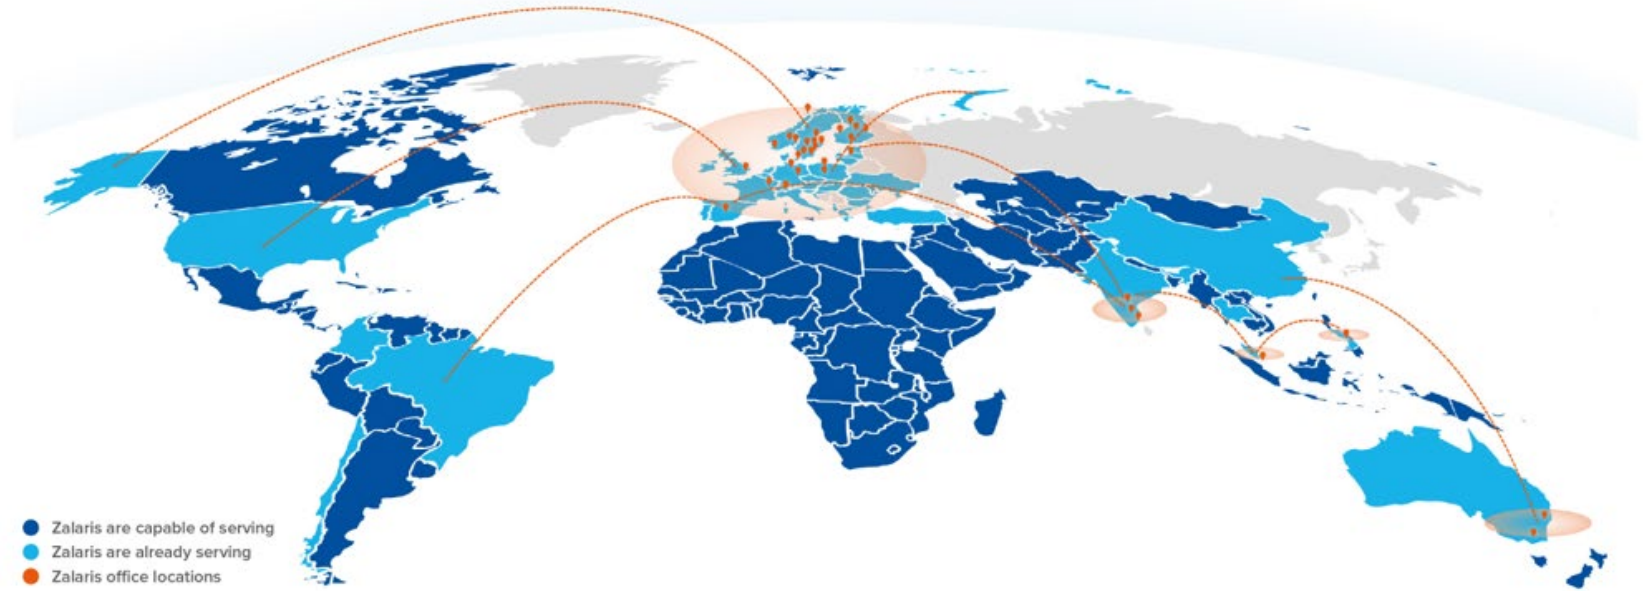 Zalaris are capable of serving
Zalaris are already serving
Zalaris office locations